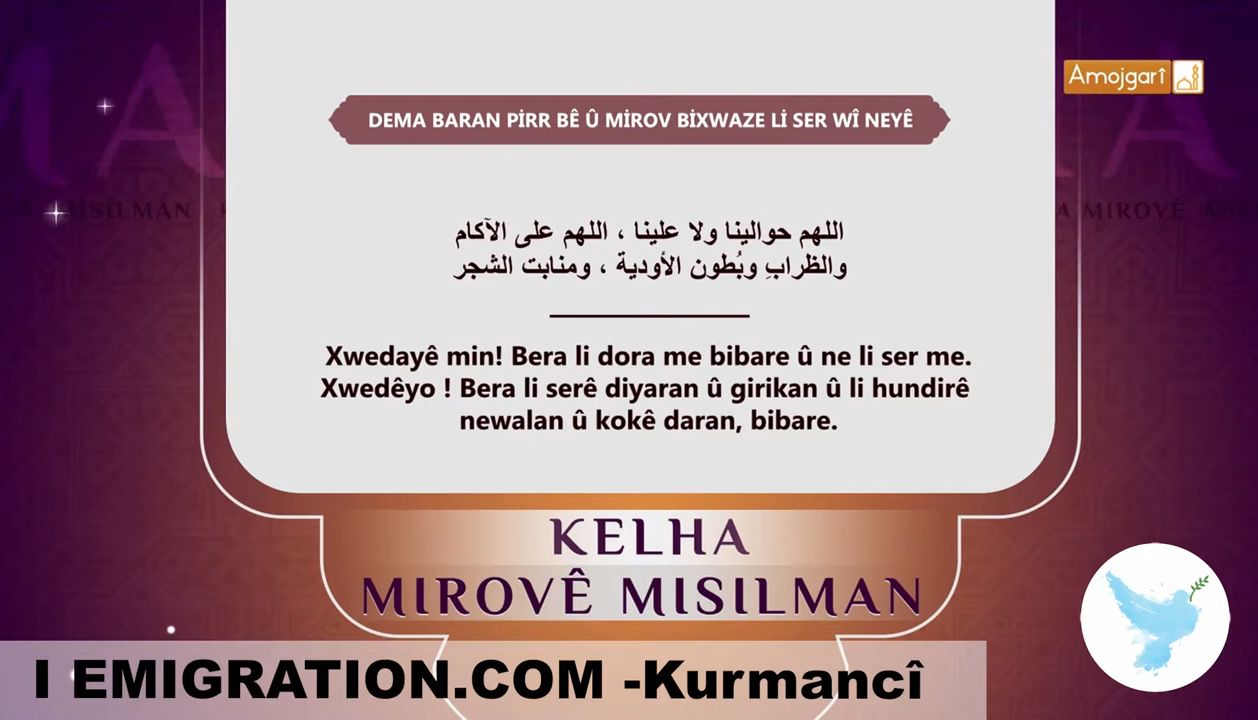 Amojgarî
DEMA BARAN PİRR BÊ Û MİROV BİXWAZE Lİ SER WÎ NEYÊ
اللهم حوالينا ولا علينا ، اللهم على الآكام
والظرابِ وبُطون الأودية ، ومنابت الشجر
Xwedayê min! Bera li dora me bibare û ne li ser me.
Xwedêyo ! Bera li serê diyaran û girikan û li hundirê
newalan û kokê daran, bibare.
KELHA
MIROVÊ MISILMAN
I EMIGRATION.COM -Kurmancî